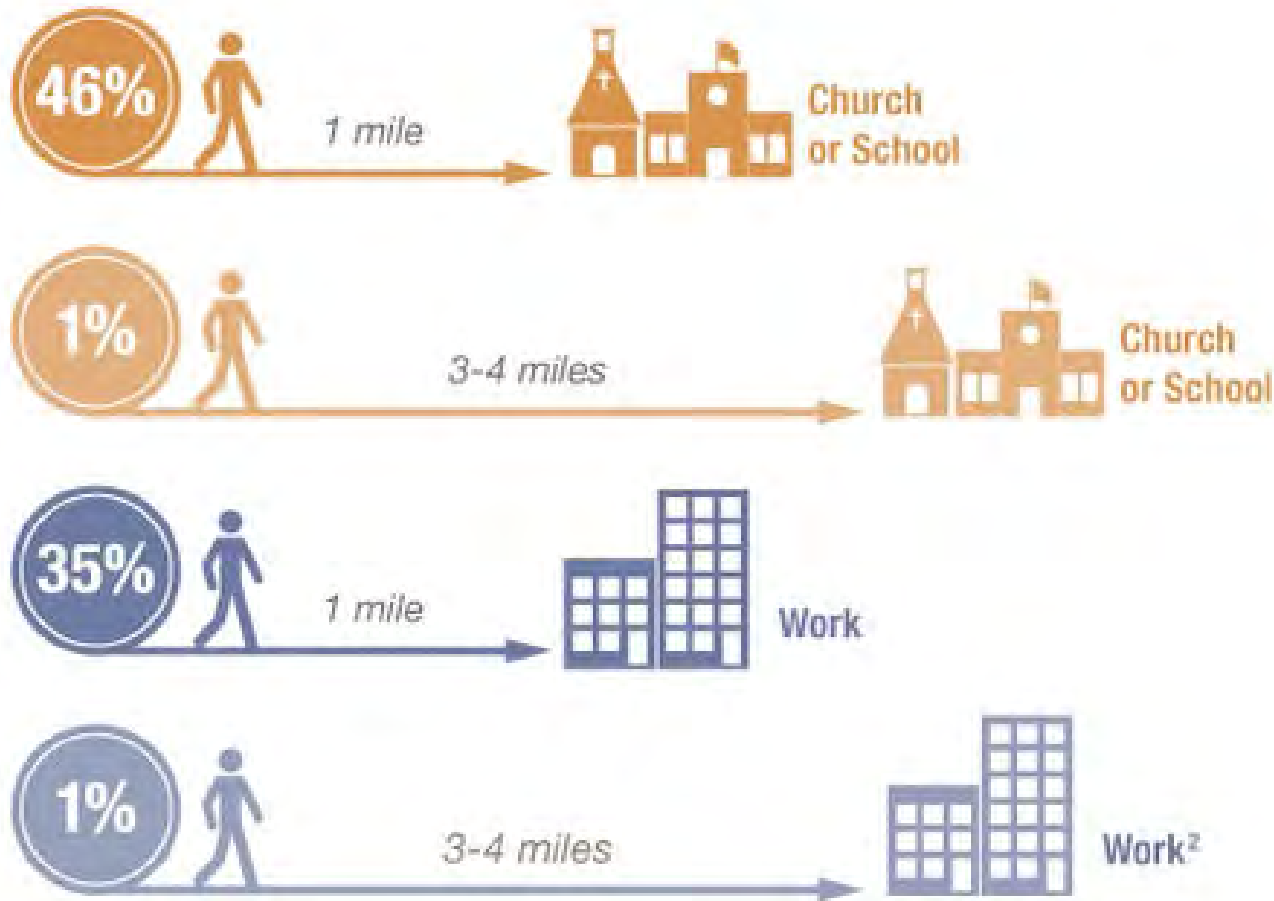 46%
1 mile
Church
or School
1%
3-4 miles
Church
or School
35%
1 mile
Work
1%
3-4 miles
Work²